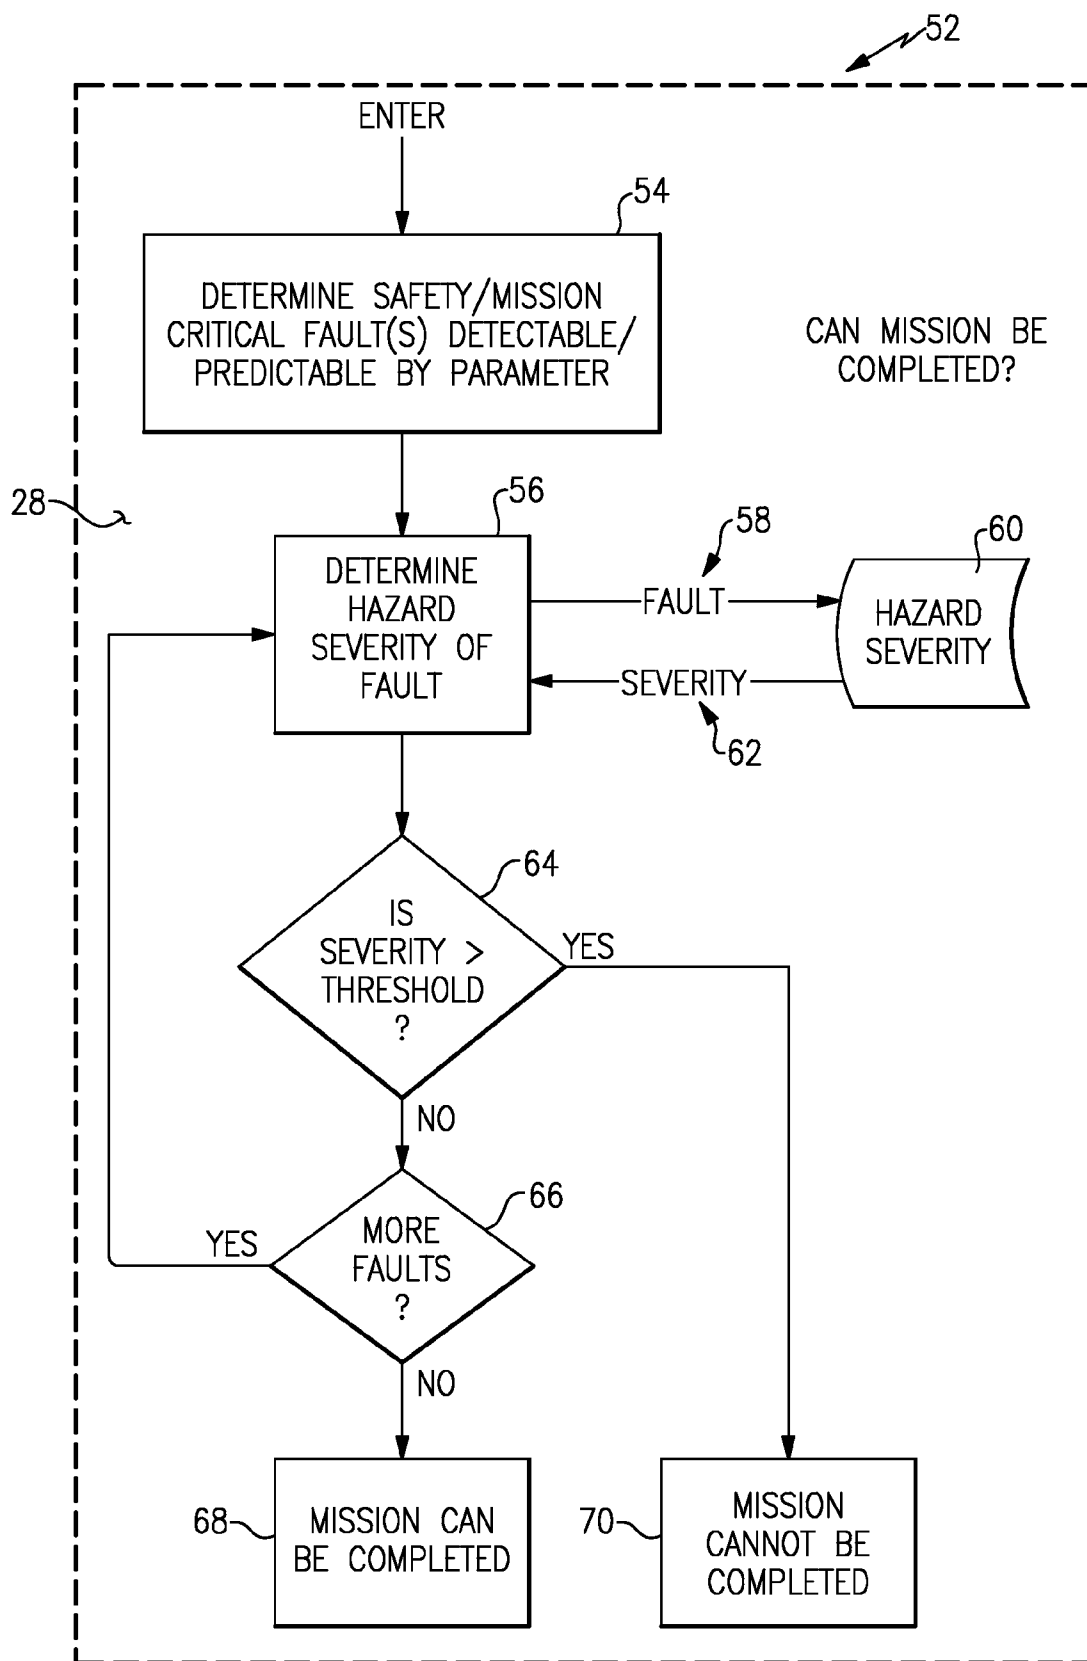 52
ENTER
54
DETERMINE SAFETY/MISSION
CRITICAL FAULT(S) DETECTABLE/
PREDICTABLE BY PARAMETER
CAN MISSION BE
COMPLETED?
28
56
DETERMINE
HAZARD
SEVERITY OF
FAULT
58
FAULT
60
HAZARD
SEVERITY
SEVERITY
62
64
IS
SEVERITY >
THRESHOLD
?
YES
NO
66
MORE
FAULTS
?
YES
NO
68
MISSION CAN
BE COMPLETED
70
MISSION
CANNOT BE
COMPLETED